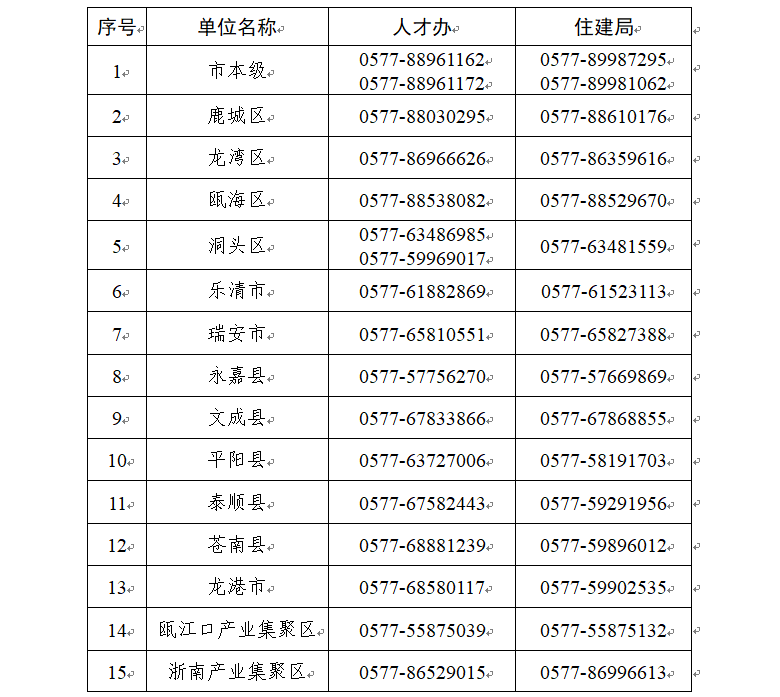 序号 单位名称 人才办 住建局
1 市本级 0577-88961162 0577-89987295
0577-88961172 0577-89981062
2 鹿城区 0577-88030295 0577-88610176
3 龙湾区 0577-86966626 0577-86359616
4 瓯海区 0577-88538082 0577-88529670
5 洞头区 0577-63486985 0577-63481559
0577-59969017
6 乐清市 0577-61882869 0577-61523113
7 瑞安市 0577-65810551 0577-65827388
8 永嘉县 0577-57756270 0577-57669869
9 文成县 0577-67833866 0577-67868855
10 平阳县 0577-63727006 0577-58191703
11 泰顺县 0577-67582443 0577-59291956
12 苍南县 0577-68881239 0577-59896012
13 龙港市 0577-68580117 0577-59902535
14 瓯江口产业集聚区 0577-55875039 0577-55875132
15 浙南产业集聚区 0577-86529015 0577-86996613